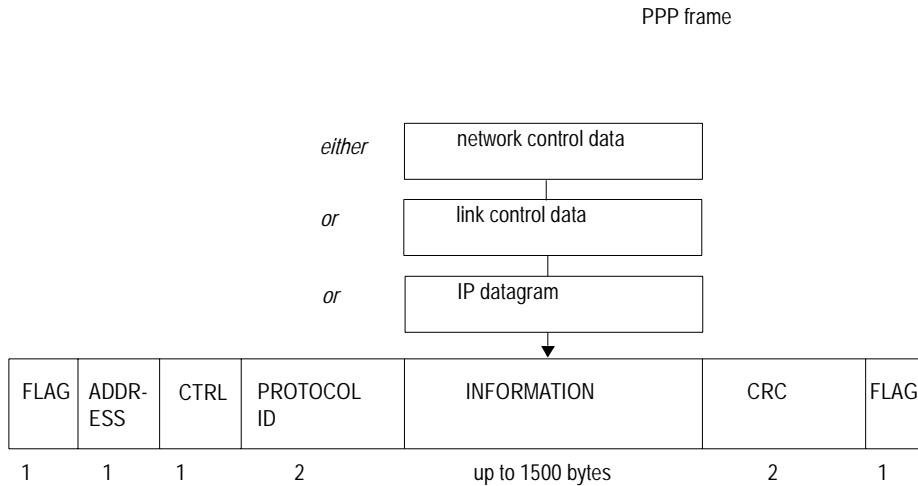 PPP frame
either network control data
or link control data
or IP datagram
FLAG ADDR- CTRL PROTOCOL INFORMATION CRC FLAG
ESS ID
1 1 1 2 up to 1500 bytes 2 1